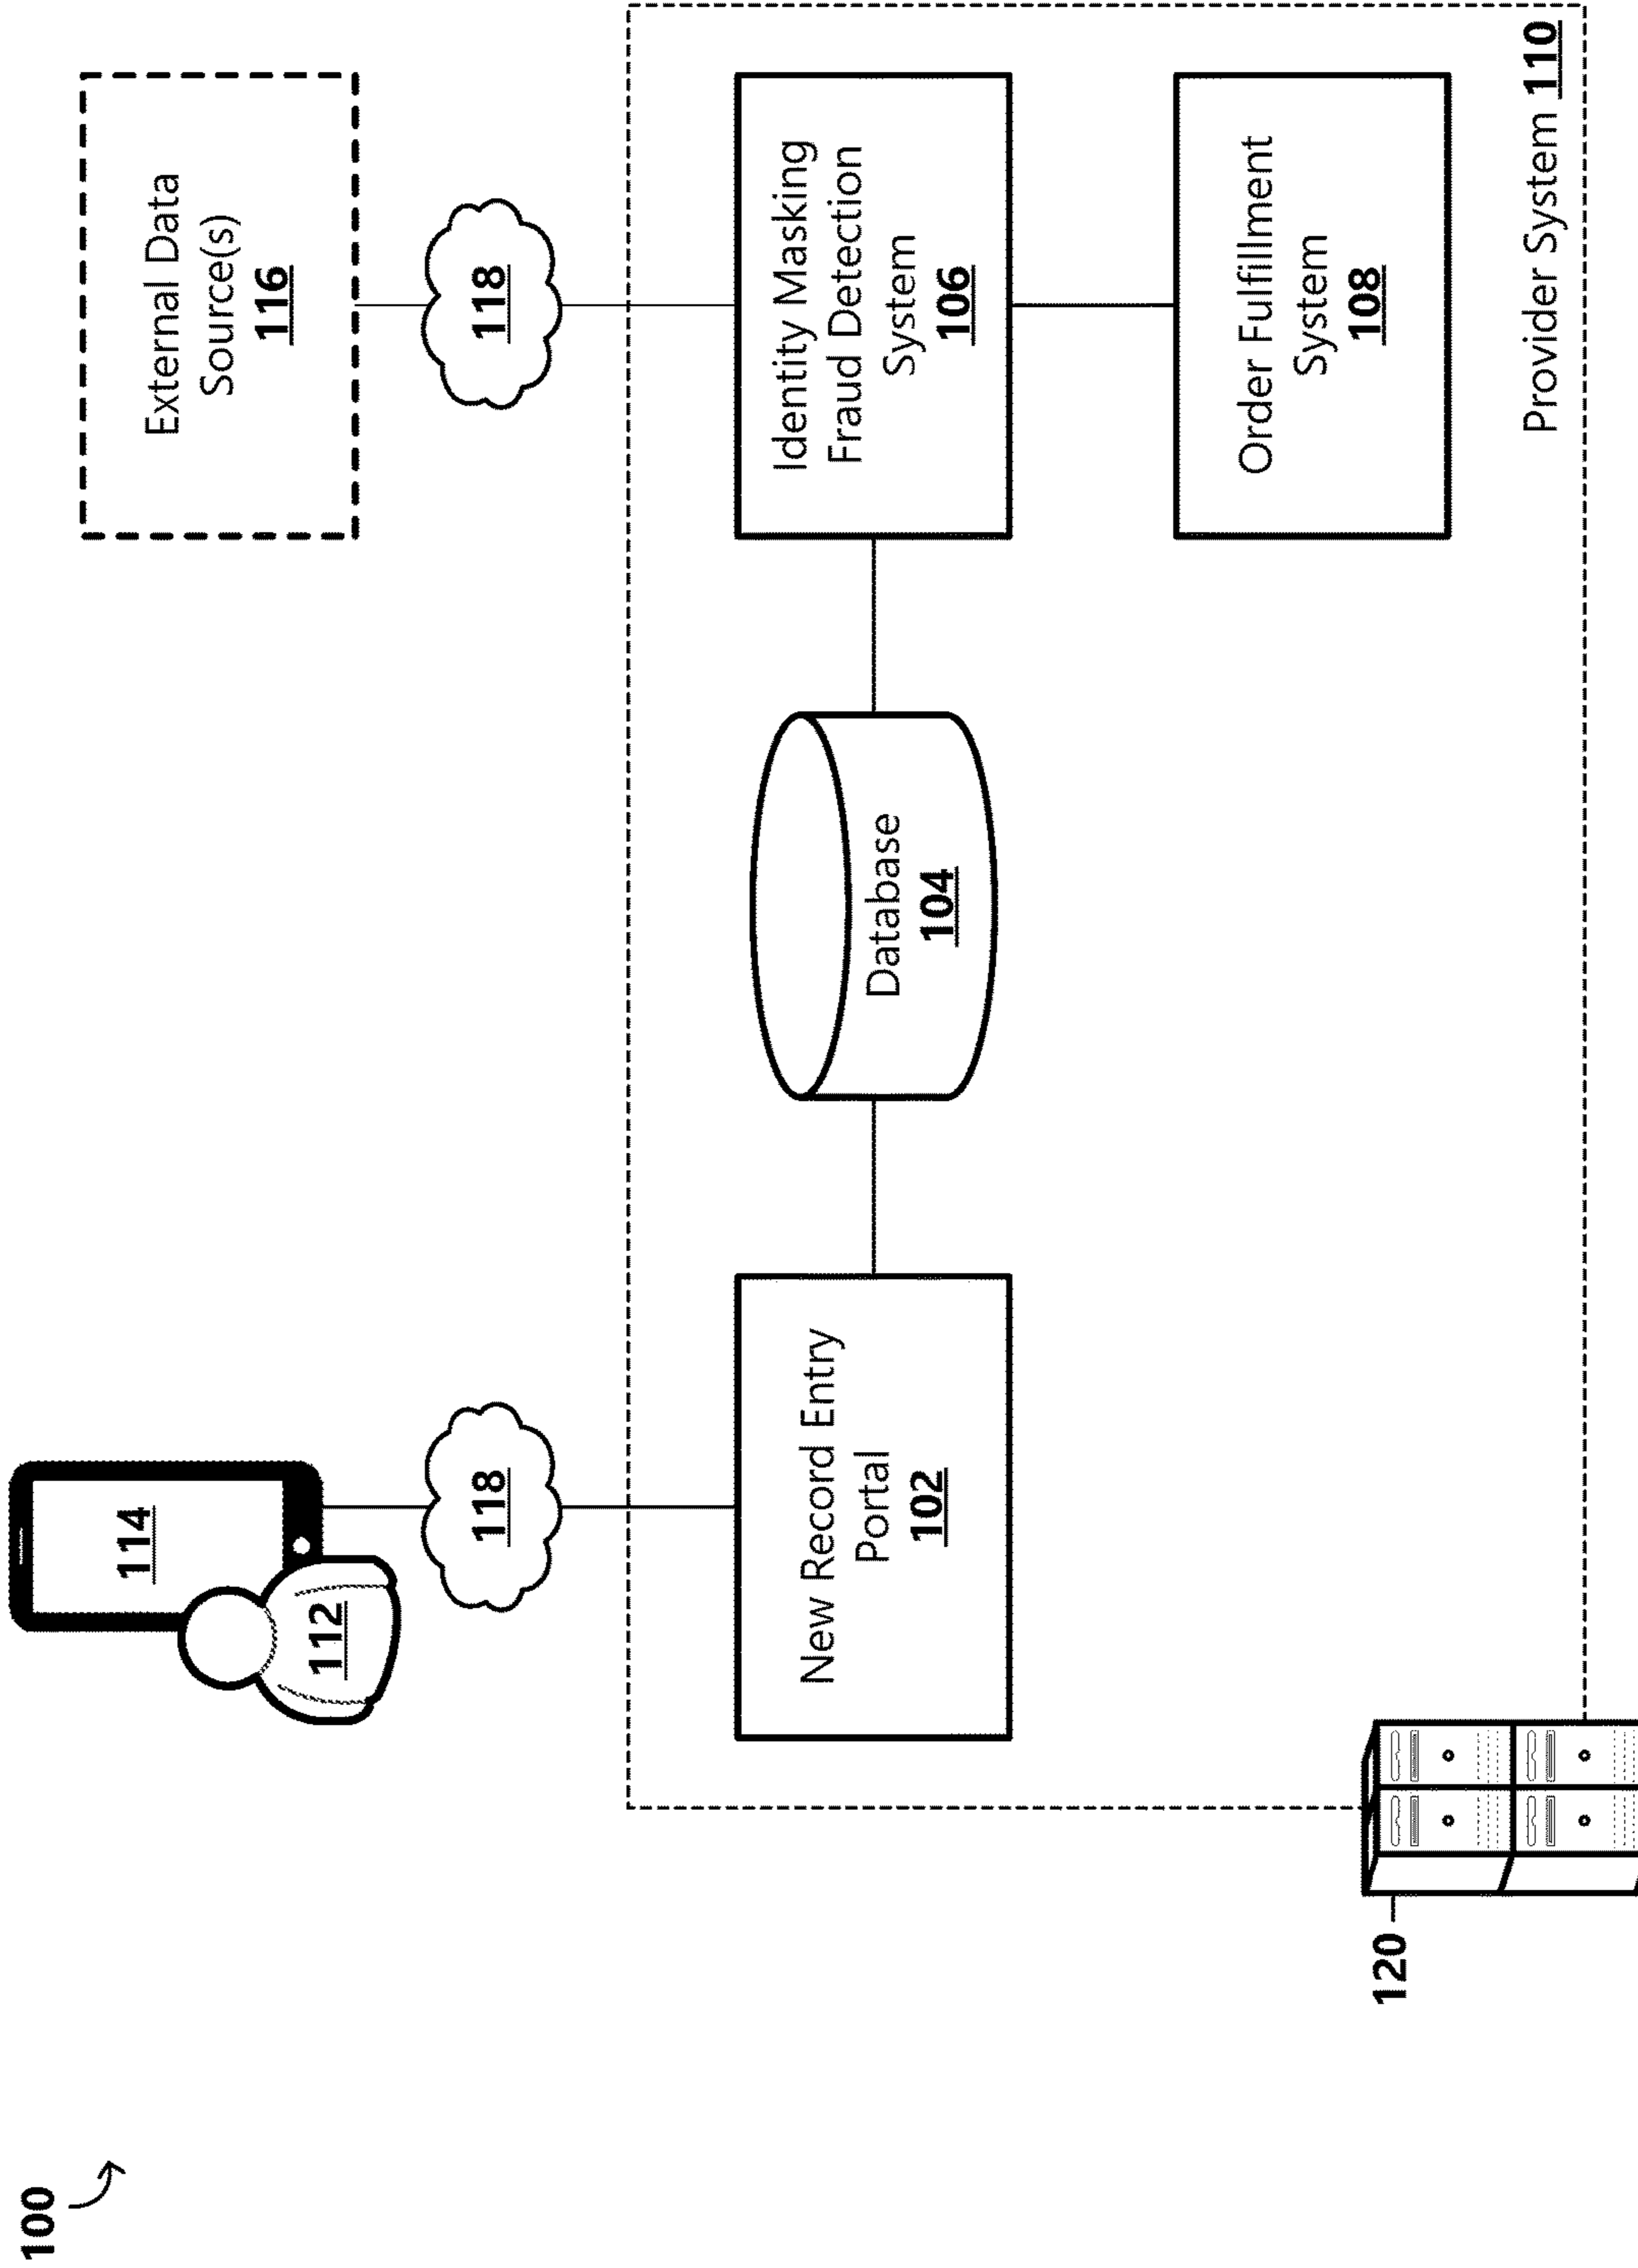 100
114
112
118
New Record Entry
Portal
102
Database
104
External Data
Source(s)
116
118
Identity Masking
Fraud Detection
System
106
Order Fulfillment
System
108
120
Provider System 110